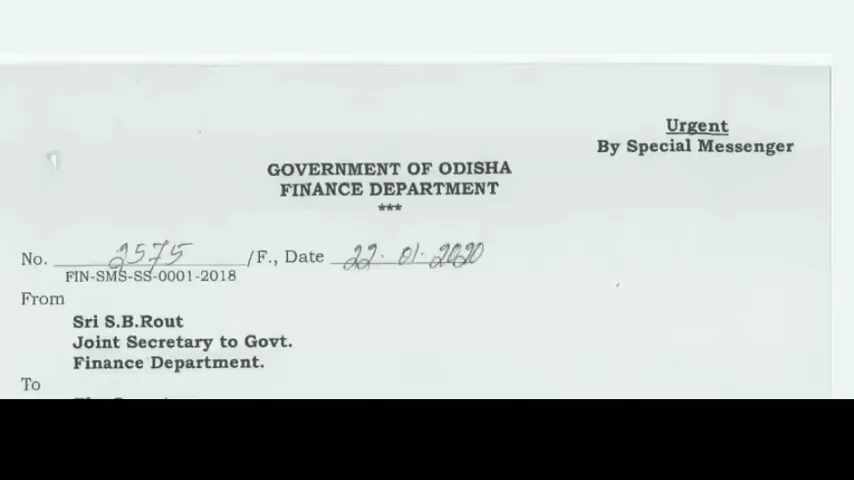 Urgent
By Special Messenger
GOVERNMENT OF ODISHA
FINANCE DEPARTMENT
***
No. 2575 /F., Date 22.01.2020
FIN-SMS-SS-0001-2018
From
Sri S.B.Rout
Joint Secretary to Govt.
Finance Department.
To